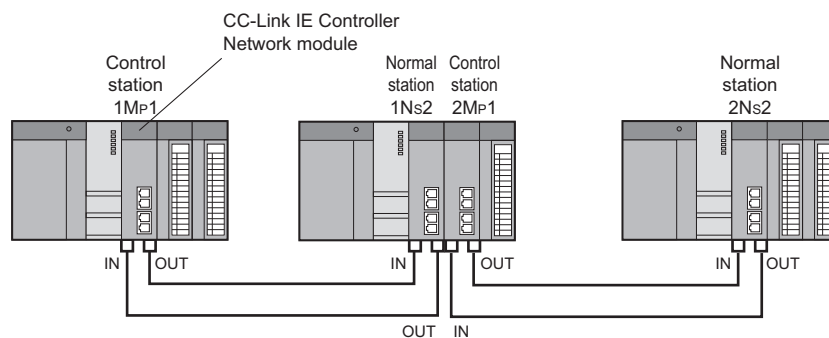 CC-Link IE Controller
Network module
Control
station
1MP1
Normal
station
1NS2
Control
station
2MP1
Normal
station
2NS2
IN
OUT
IN
OUT
IN
OUT
OUT
IN